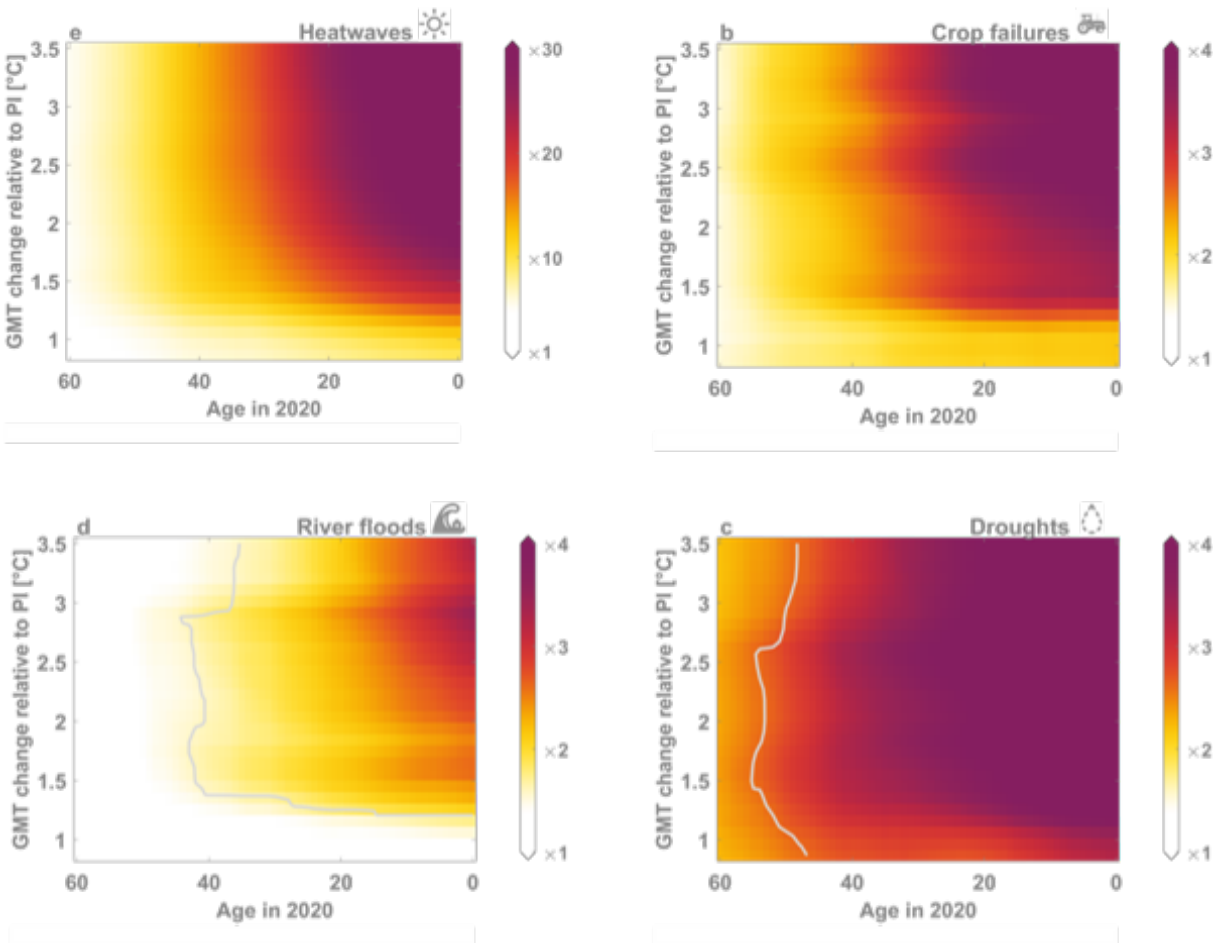 e Heatwaves
GMT change relative to PI [°C]
3.5
3
2.5
2
1.5
1
60 40 20 0
Age in 2020
×30
×20
×10
×1
b Crop failures
GMT change relative to PI [°C]
3.5
3
2.5
2
1.5
1
60 40 20 0
Age in 2020
×4
×3
×2
×1
d River floods
GMT change relative to PI [°C]
3.5
3
2.5
2
1.5
1
60 40 20 0
Age in 2020
×4
×3
×2
×1
c Droughts
GMT change relative to PI [°C]
3.5
3
2.5
2
1.5
1
60 40 20 0
Age in 2020
×4
×3
×2
×1